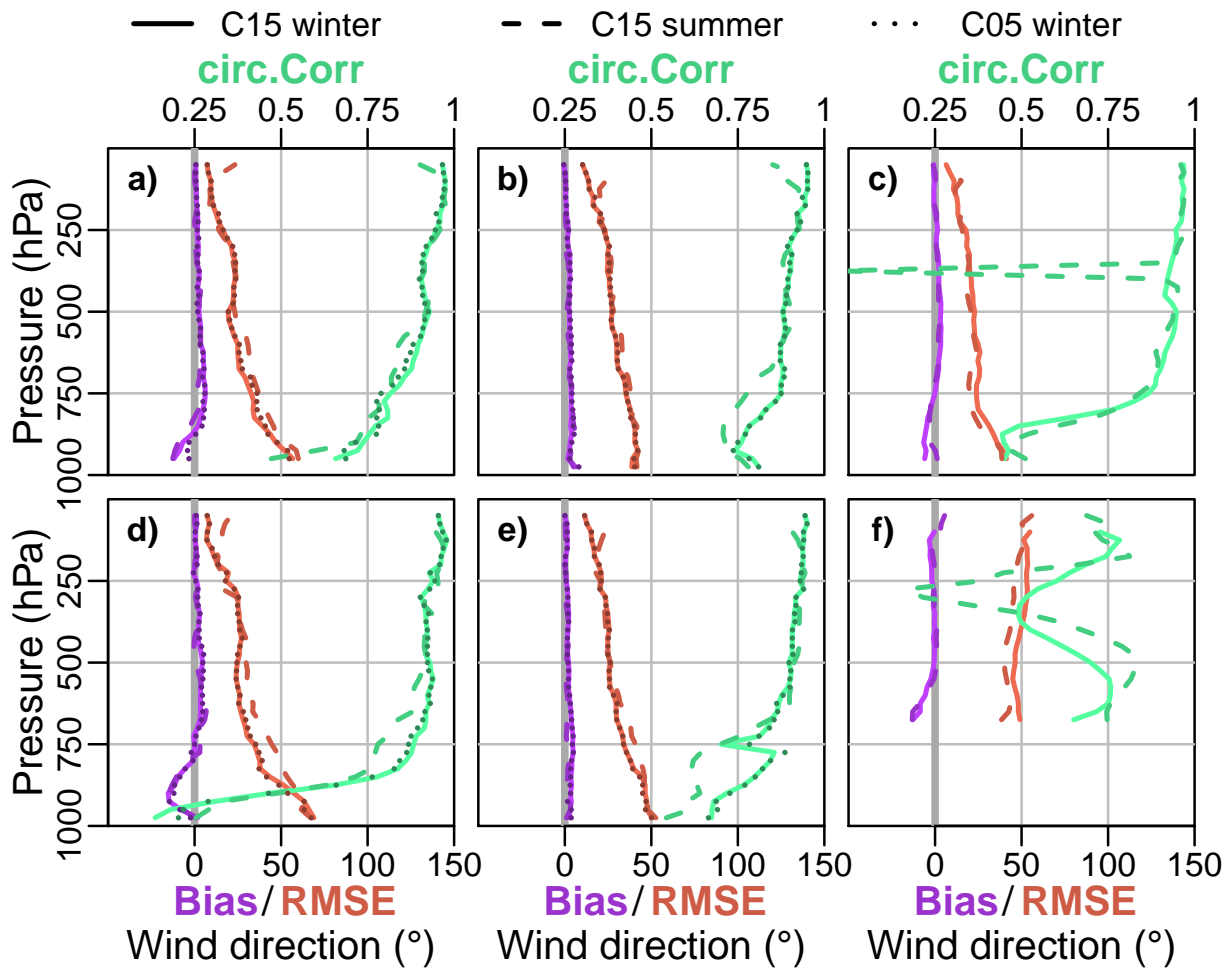 C15 winter C15 summer C05 winter
circ.Corr circ.Corr circ.Corr
0.25 0.5 0.75 1 0.25 0.5 0.75 1 0.25 0.5 0.75 1
a) b) c)
Pressure (hPa)
250
500
750
1000
d) e) f)
Pressure (hPa)
250
500
750
1000
0 50 100 150 0 50 100 150 0 50 100 150
Bias/RMSE Bias/RMSE Bias/RMSE
Wind direction (°) Wind direction (°) Wind direction (°)